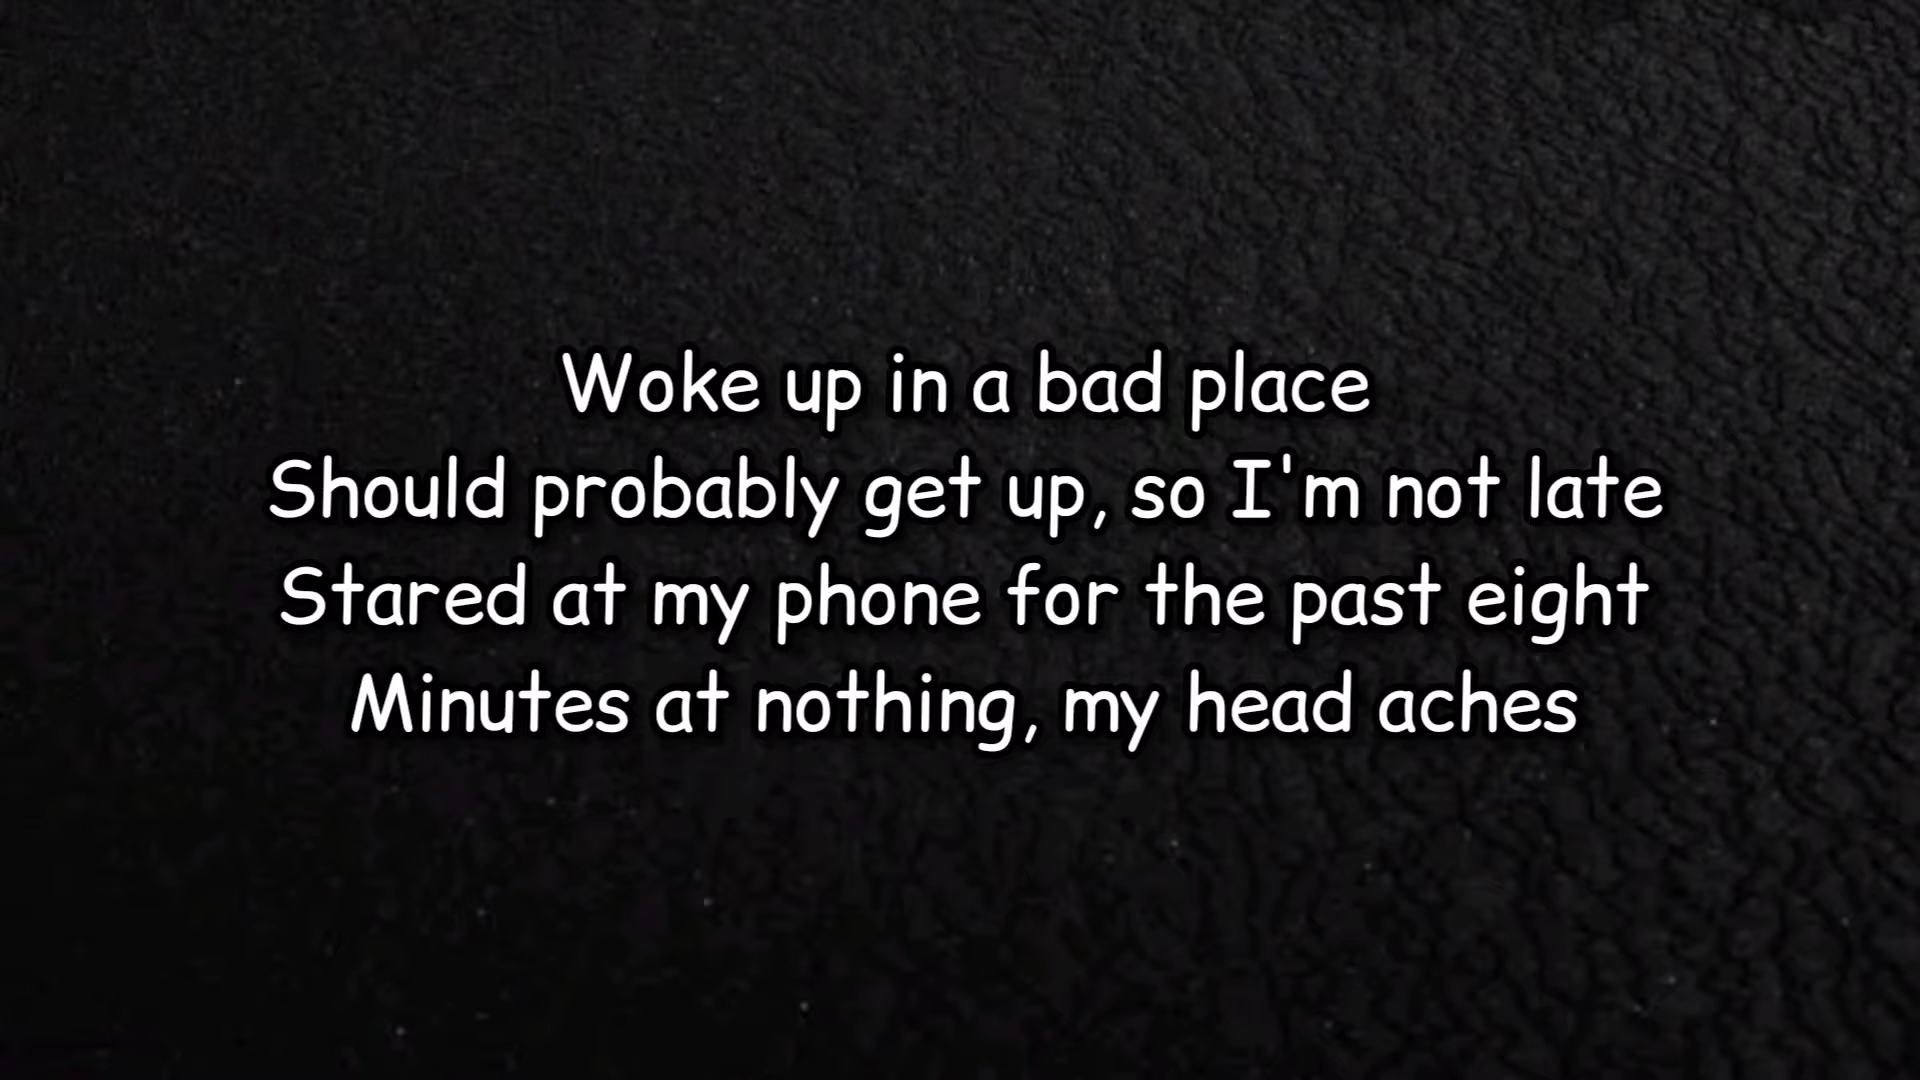 Woke up in a bad place
Should probably get up, so I'm not late
Stared at my phone for the past eight
Minutes at nothing, my head aches